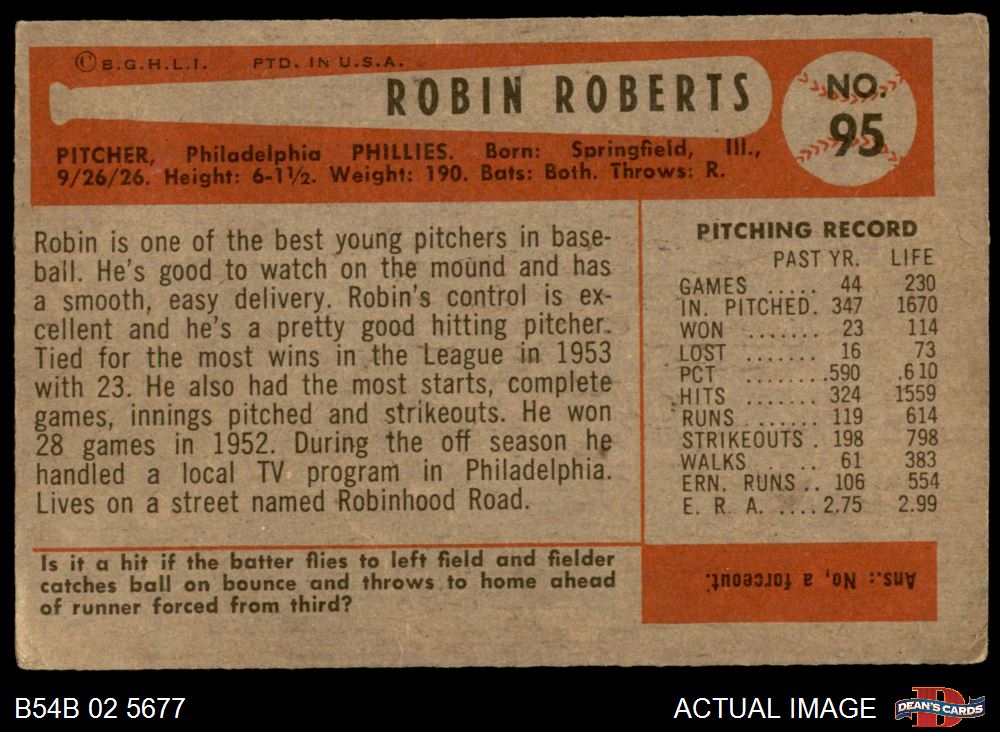 © B.G.H.L.I. PTD. IN U.S.A.
ROBIN ROBERTS
NO.
95
PITCHER, Philadelphia PHILLIES. Born: Springfield, Ill.,
9/26/26. Height: 6-1½. Weight: 190. Bats: Both. Throws: R.
Robin is one of the best young pitchers in base-
ball. He's good to watch on the mound and has
a smooth, easy delivery. Robin's control is ex-
cellent and he's a pretty good hitting pitcher.
Tied for the most wins in the League in 1953
with 23. He also had the most starts, complete
games, innings pitched and strikeouts. He won
28 games in 1952. During the off season he
handled a local TV program in Philadelphia.
Lives on a street named Robinhood Road.
PITCHING RECORD
PAST YR. LIFE
GAMES ..... 44 230
IN. PITCHED. 347 1670
WON ....... 23 114
LOST ....... 16 73
PCT ........590 .610
HITS ....... 324 1559
RUNS ....... 119 614
STRIKEOUTS . 198 798
WALKS ..... 61 383
ERN. RUNS .. 106 554
E. R. A. .... 2.75 2.99
Is it a hit if the batter flies to left field and fielder
catches ball on bounce and throws to home ahead
of runner forced from third?
Ans.: No, a forceout.
B54B 02 5677
ACTUAL IMAGE
D
DEAN'S CARDS